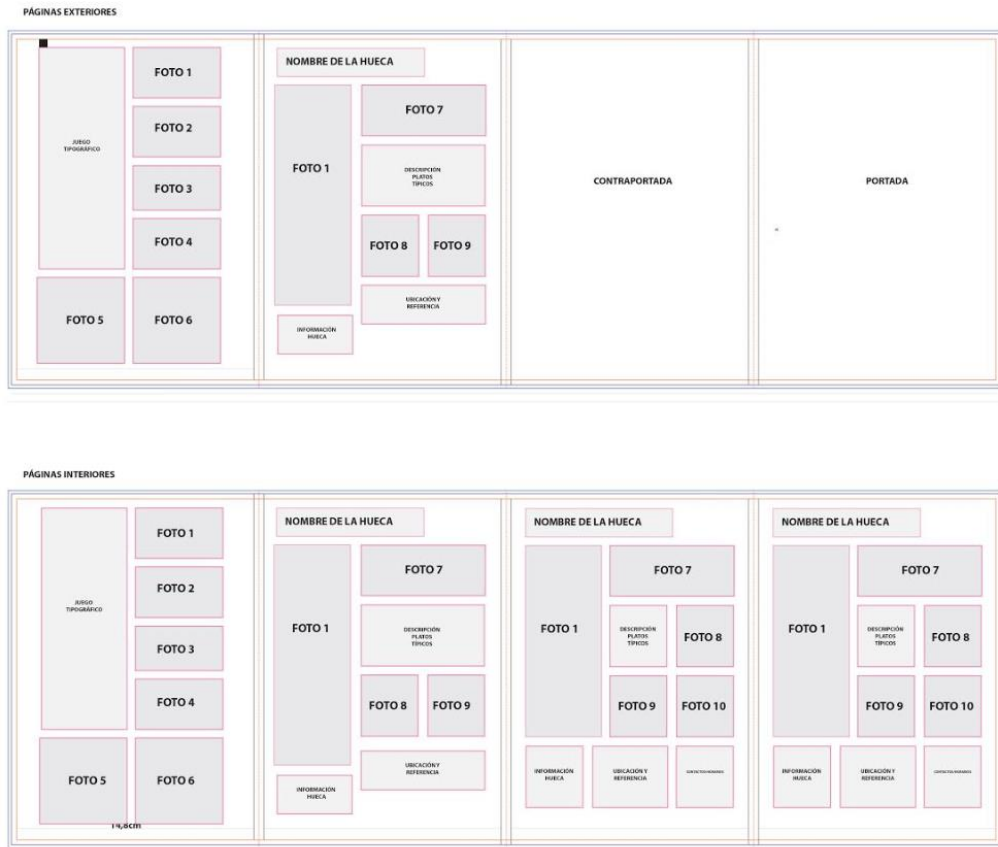 PÁGINAS EXTERIORES
JUEGO
TIPOGRÁFICO
FOTO 1
FOTO 2
FOTO 3
FOTO 4
FOTO 5
FOTO 6
NOMBRE DE LA HUECA
FOTO 1
FOTO 7
DESCRIPCIÓN
PLATOS
TÍPICOS
FOTO 8
FOTO 9
UBICACIÓN Y
REFERENCIA
INFORMACIÓN
HUECA
CONTRAPORTADA
PORTADA
PÁGINAS INTERIORES
JUEGO
TIPOGRÁFICO
FOTO 1
FOTO 2
FOTO 3
FOTO 4
FOTO 5
FOTO 6
14,8cm
NOMBRE DE LA HUECA
FOTO 1
FOTO 7
DESCRIPCIÓN
PLATOS
TÍPICOS
FOTO 8
FOTO 9
UBICACIÓN Y
REFERENCIA
INFORMACIÓN
HUECA
NOMBRE DE LA HUECA
FOTO 1
FOTO 7
DESCRIPCIÓN
PLATOS
TÍPICOS
FOTO 8
FOTO 9
FOTO 10
INFORMACIÓN
HUECA
UBICACIÓN Y
REFERENCIA
CONTACTOS HORARIOS
NOMBRE DE LA HUECA
FOTO 1
FOTO 7
DESCRIPCIÓN
PLATOS
TÍPICOS
FOTO 8
FOTO 9
FOTO 10
INFORMACIÓN
HUECA
UBICACIÓN Y
REFERENCIA
CONTACTOS HORARIOS